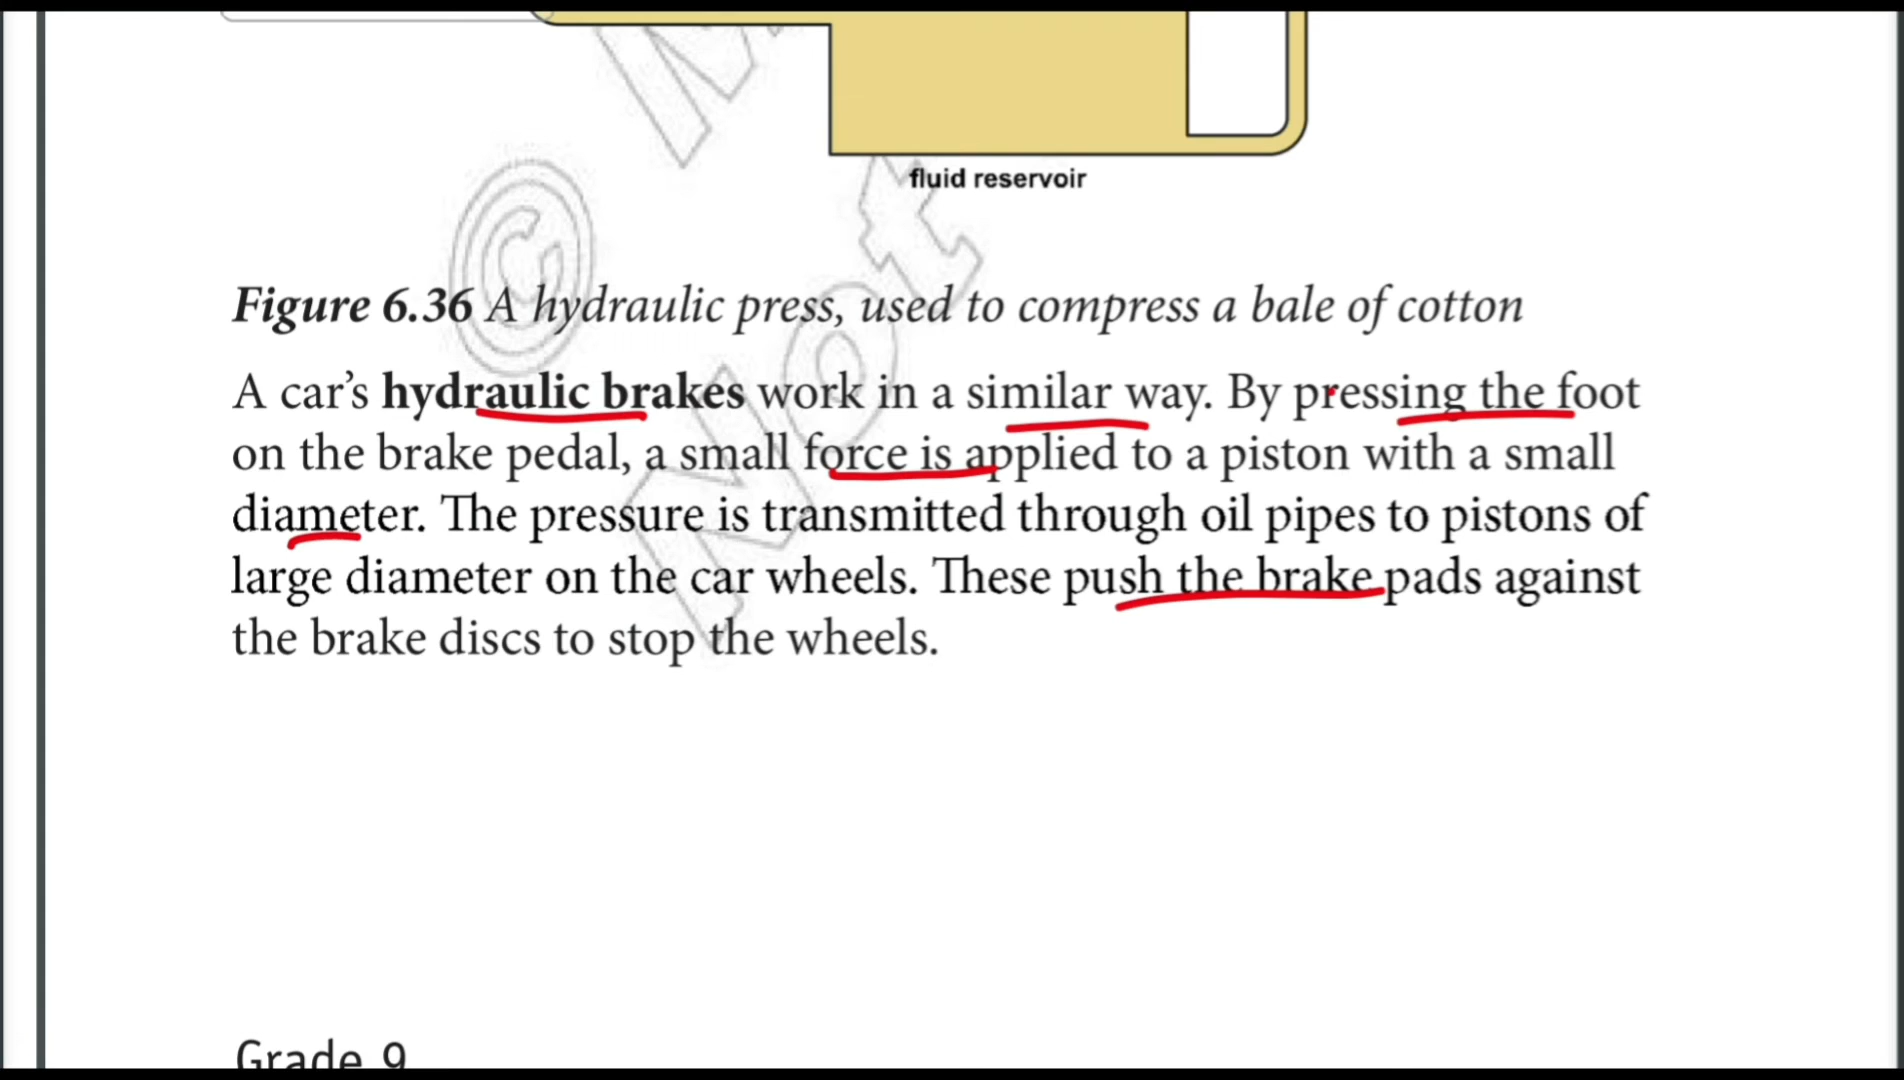 fluid reservoir
Figure 6.36 A hydraulic press, used to compress a bale of cotton
A car's hydraulic brakes work in a similar way. By pressing the foot
on the brake pedal, a small force is applied to a piston with a small
diameter. The pressure is transmitted through oil pipes to pistons of
large diameter on the car wheels. These push the brake pads against
the brake discs to stop the wheels.
©
Not
Grade 9